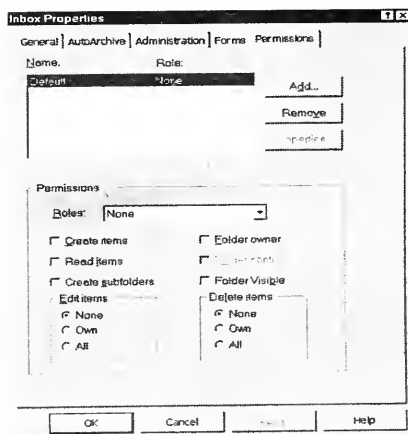 Inbox Properties
General AutoArchive Administration Forms Permissions
Name: Role:
Default None
Add...
Remove
Properties
Permissions
Roles: None
Create items Folder owner
Read items
Create subfolders Folder Visible
Edit items Delete items
None None
Own Own
All All
OK Cancel Help